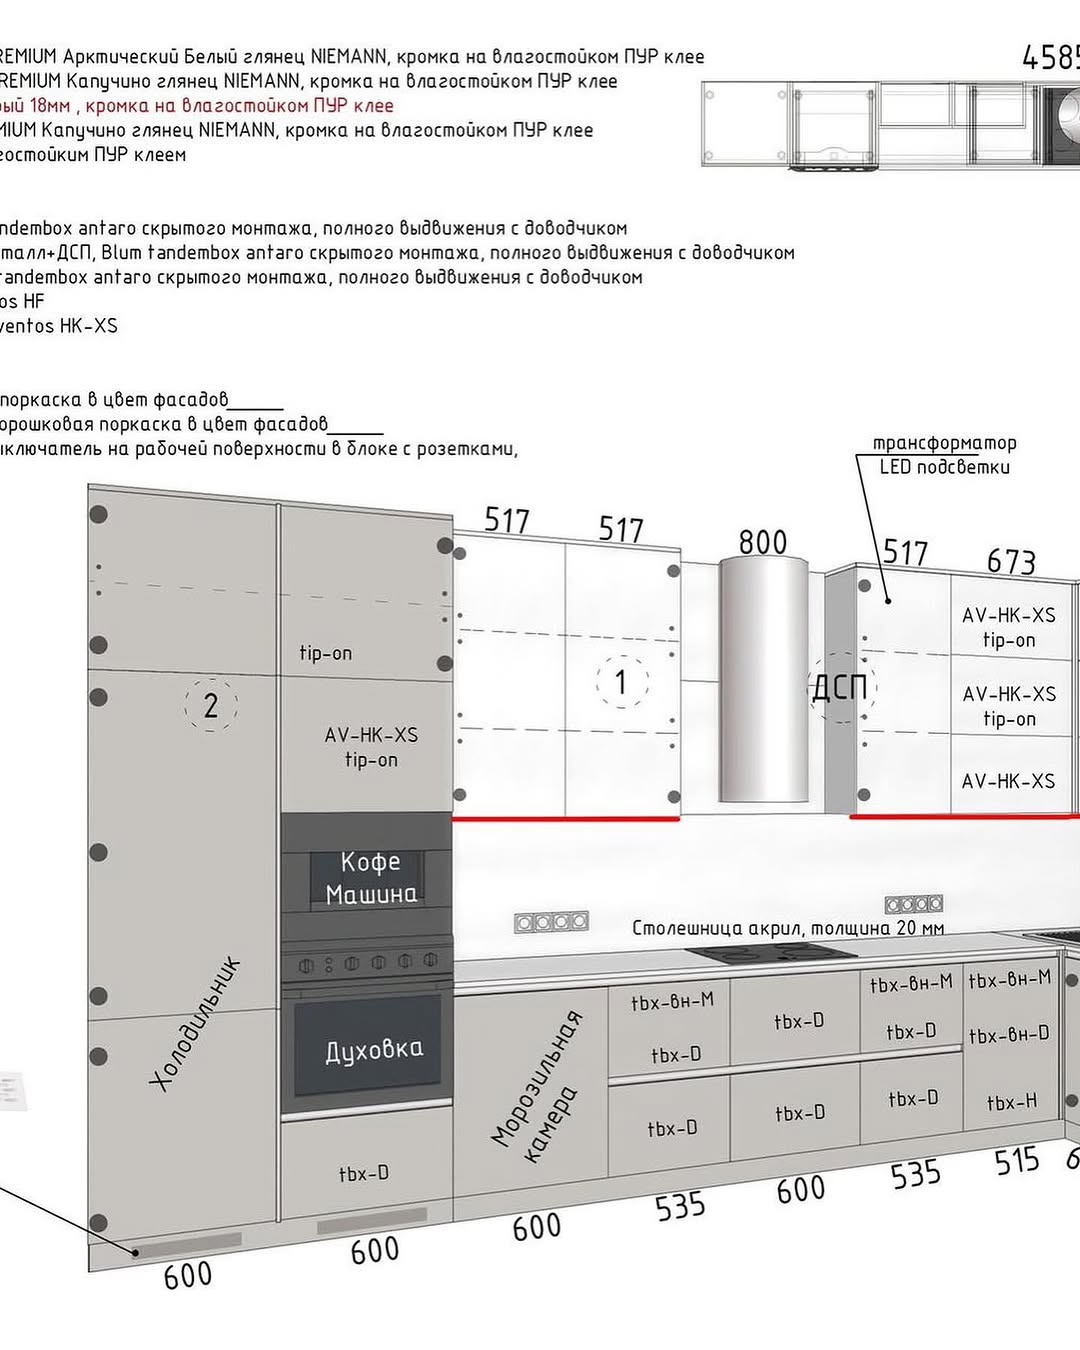 REMIUM Арктический Белый глянец NIEMANN, кромка на влагостойком ПУР клее
REMIUM Капучино глянец NIEMANN, кромка на влагостойком ПУР клее
рый 18мм , кромка на влагостойком ПУР клее
MIUM Капучино глянец NIEMANN, кромка на влагостойком ПУР клее
гостойким ПУР клеем
4585
ndembox antaro скрытого монтажа, полного выдвижения с доводчиком
талл+ДСП, Blum tandembox antaro скрытого монтажа, полного выдвижения с доводчиком
tandembox antaro скрытого монтажа, полного выдвижения с доводчиком
os HF
ventos HK-XS
поркаска в цвет фасадов_____
орошковая поркаска в цвет фасадов_____
ключатель на рабочей поверхности в блоке с розетками,
трансформатор
LED подсветки
517 517 800 517 673
AV-HK-XS
tip-on
tip-on
1
2
ДСП
AV-HK-XS
tip-on
AV-HK-XS
tip-on
AV-HK-XS
Кофе
Машина
Столешница акрил, толщина 20 мм
Холодильник
Духовка
Морозильная
камера
tbx-вн-М
tbx-D
tbx-D
tbx-D
tbx-D
tbx-вн-М
tbx-D
tbx-D
tbx-вн-М
tbx-вн-D
tbx-Н
tbx-D
600 600 600 535 600 535 515 6